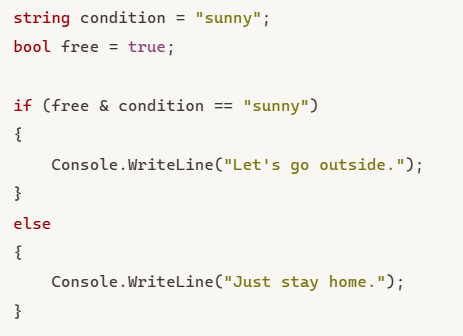 string condition = "sunny";
bool free = true;

if (free & condition == "sunny")
{
    Console.WriteLine("Let's go outside.");
}
else
{
    Console.WriteLine("Just stay home.");
}